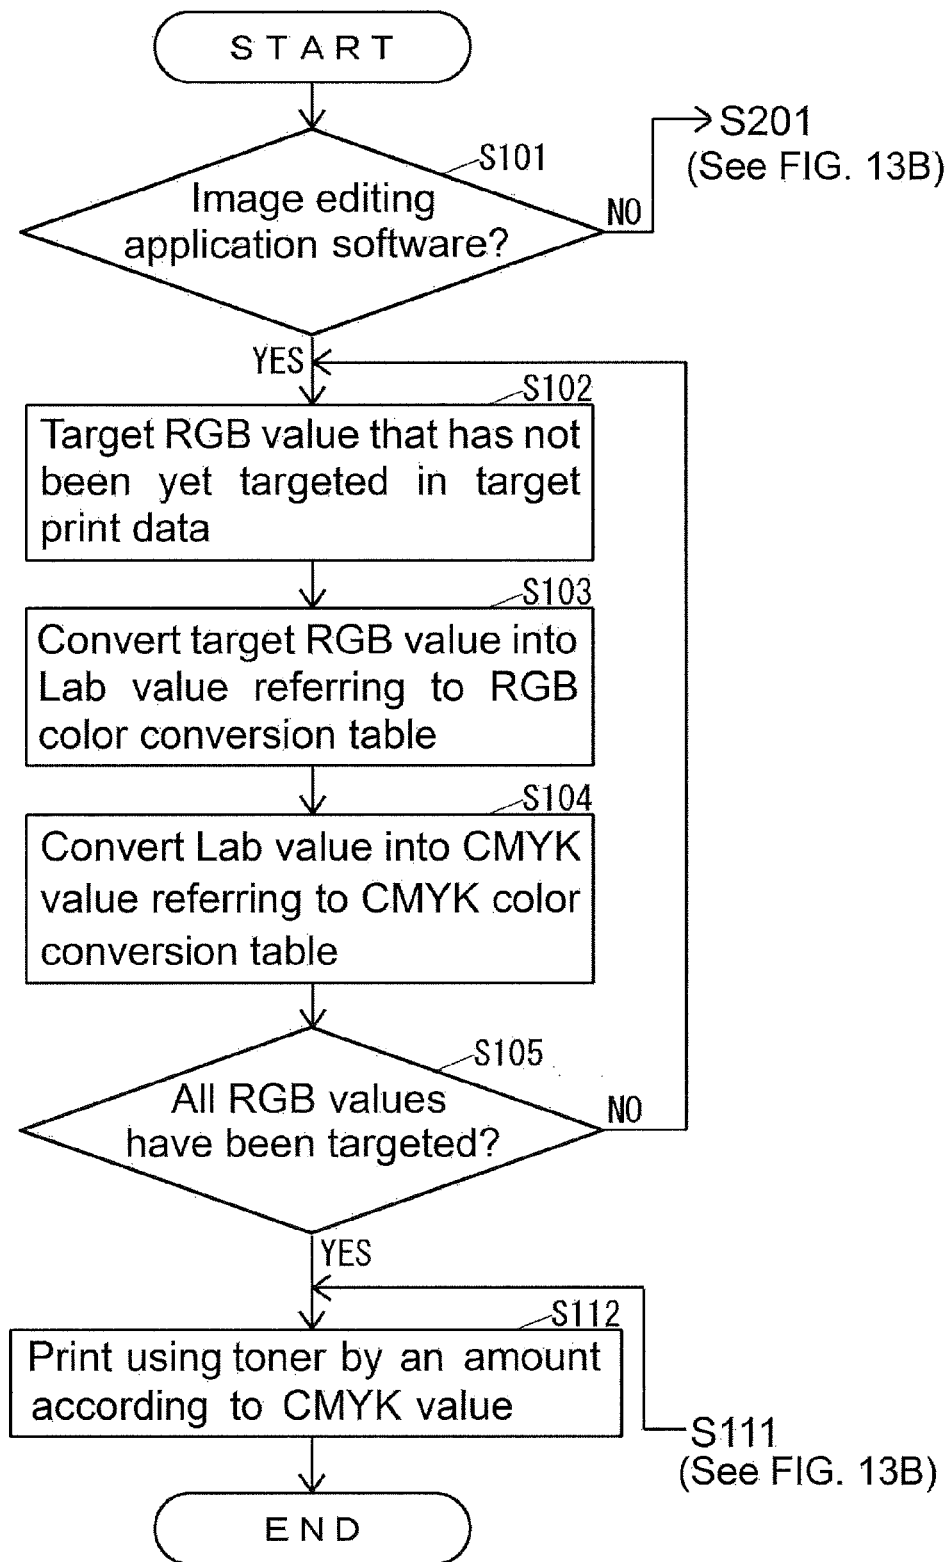 START
S101
Image editing
application software?
NO
S201
(See FIG. 13B)
YES
S102
Target RGB value that has not
been yet targeted in target
print data
S103
Convert target RGB value into
Lab value referring to RGB
color conversion table
S104
Convert Lab value into CMYK
value referring to CMYK color
conversion table
S105
All RGB values
have been targeted?
NO
YES
S112
Print using toner by an amount
according to CMYK value
S111
(See FIG. 13B)
END